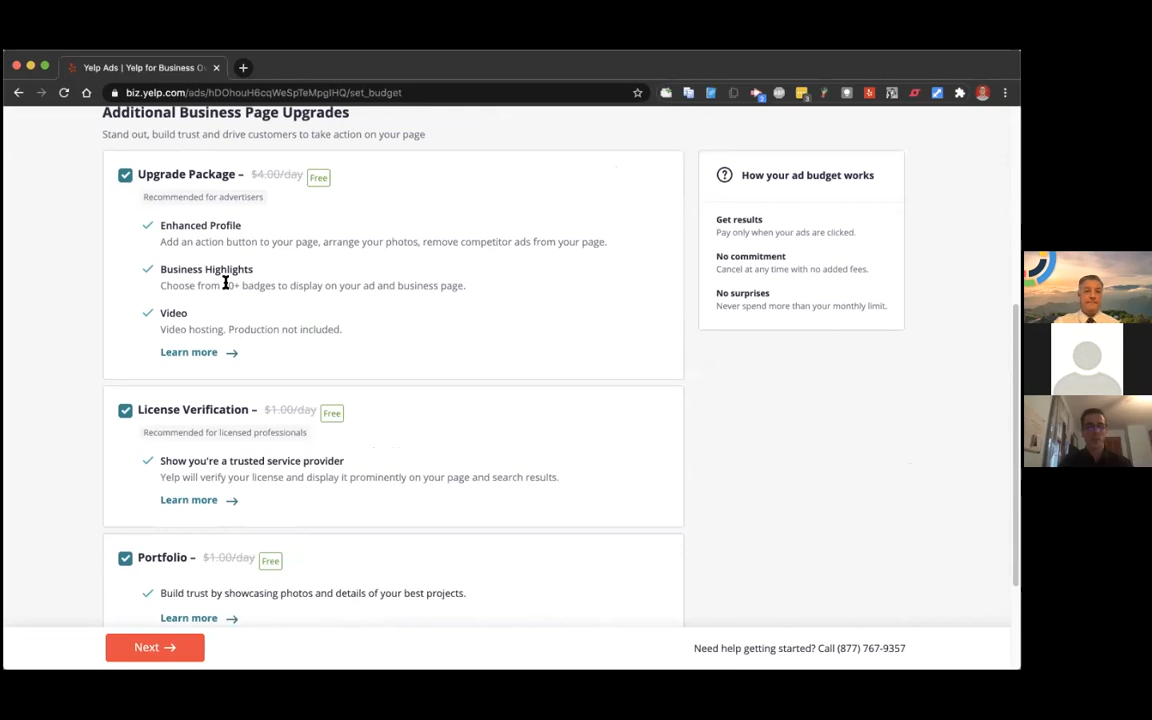 Yelp Ads | Yelp for Business O
biz.yelp.com/ads/hDOhouH6cqWeSpTeMpgIHQ/set_budget
Additional Business Page Upgrades
Stand out, build trust and drive customers to take action on your page
Upgrade Package – $4.00/day Free
Recommended for advertisers
Enhanced Profile
Add an action button to your page, arrange your photos, remove competitor ads from your page.
Business Highlights
Choose from 0+ badges to display on your ad and business page.
Video
Video hosting. Production not included.
Learn more →
License Verification – $1.00/day Free
Recommended for licensed professionals
Show you're a trusted service provider
Yelp will verify your license and display it prominently on your page and search results.
Learn more →
Portfolio – $1.00/day Free
Build trust by showcasing photos and details of your best projects.
Learn more →
How your ad budget works
Get results
Pay only when your ads are clicked.
No commitment
Cancel at any time with no added fees.
No surprises
Never spend more than your monthly limit.
Next →
Need help getting started? Call (877) 767-9357